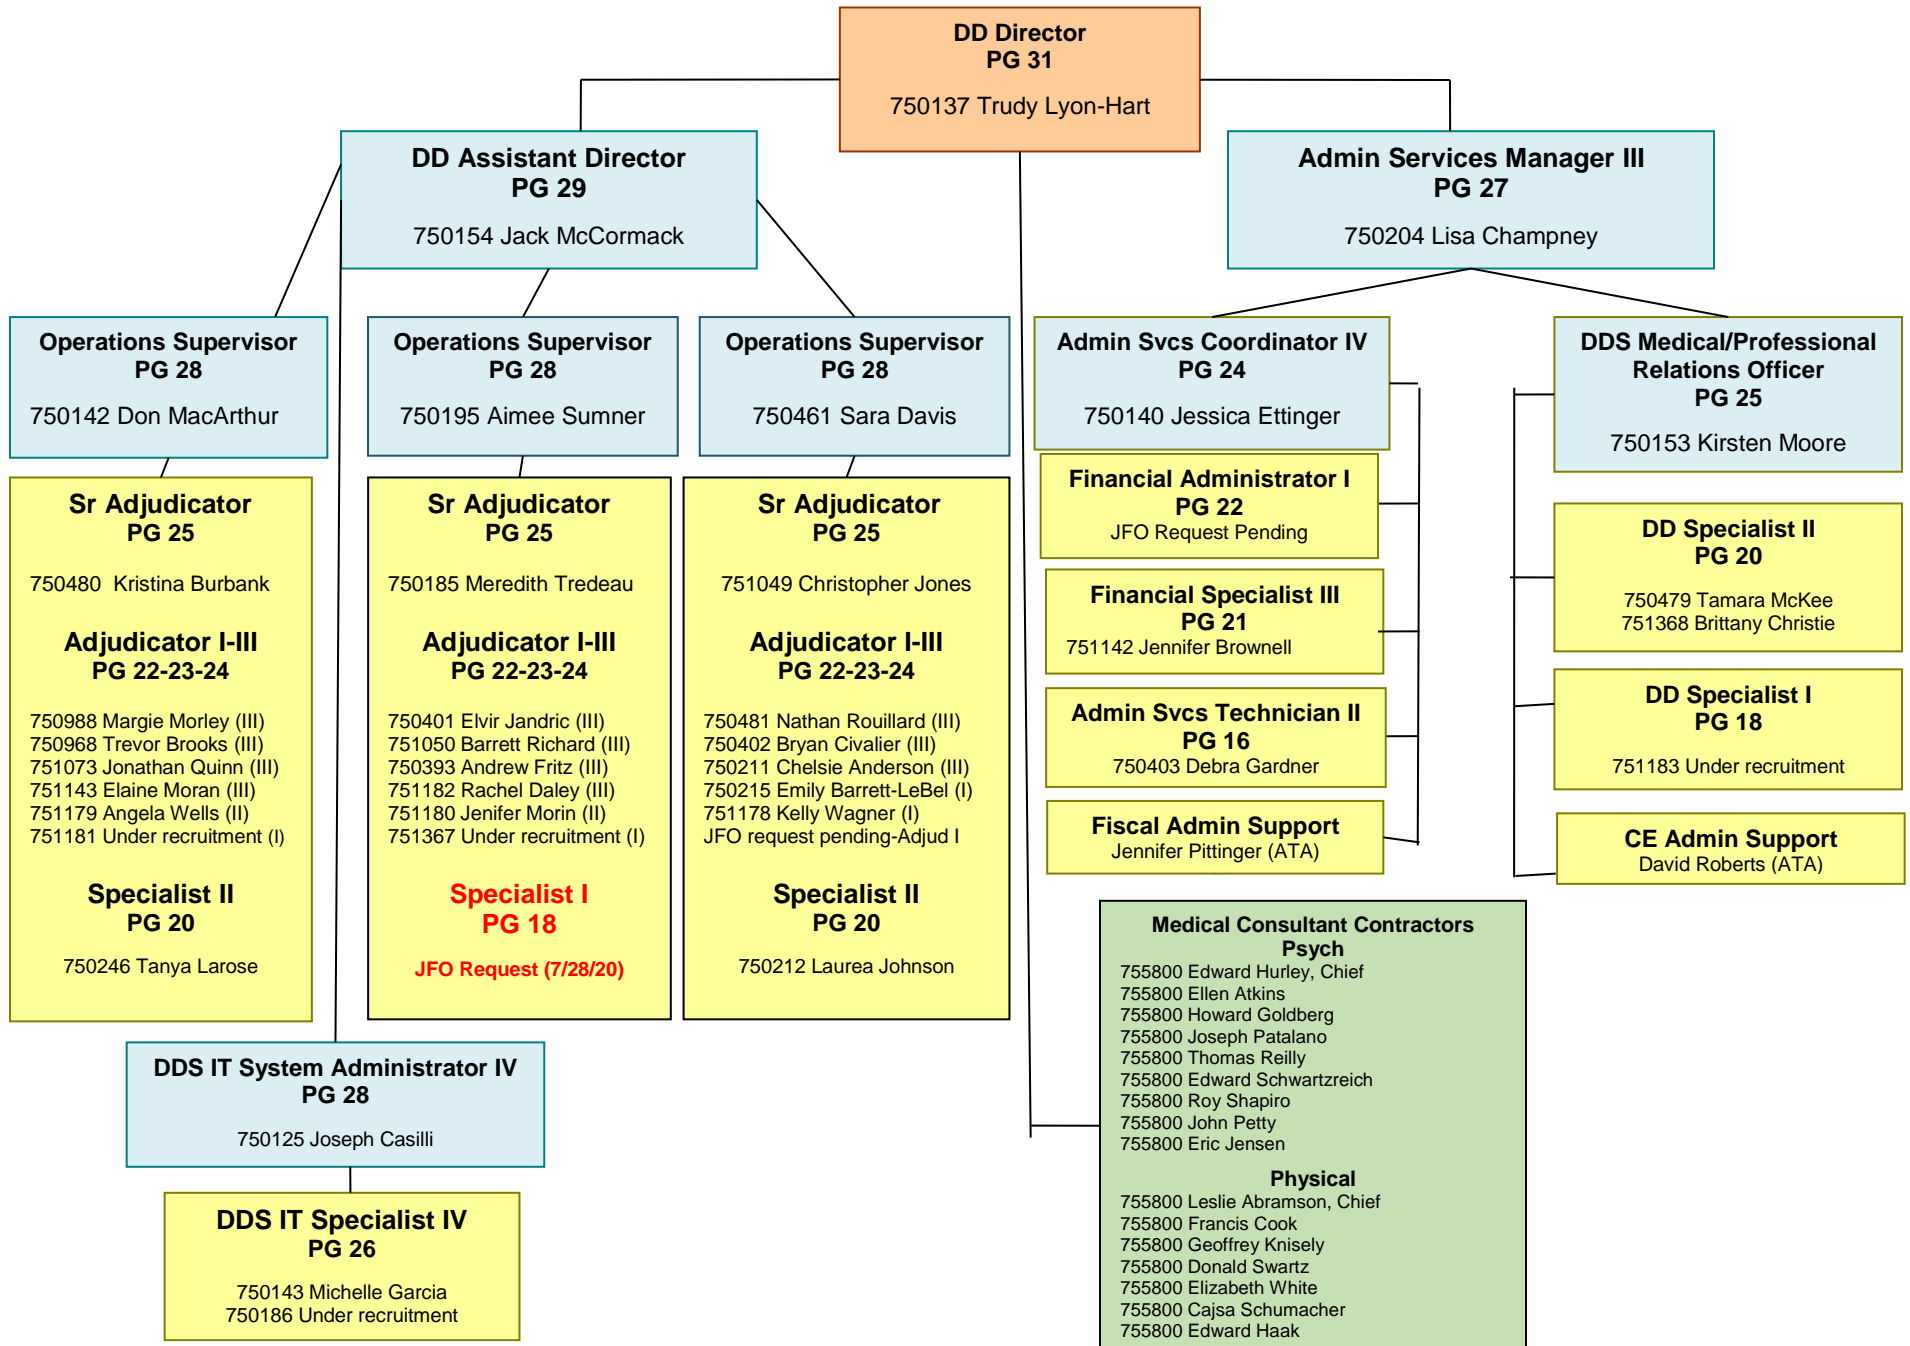 DD Director
PG 31
750137 Trudy Lyon-Hart
DD Assistant Director
PG 29
750154 Jack McCormack
Admin Services Manager III
PG 27
750204 Lisa Champney
Operations Supervisor
PG 28
750142 Don MacArthur
Operations Supervisor
PG 28
750195 Aimee Sumner
Operations Supervisor
PG 28
750461 Sara Davis
Admin Svcs Coordinator IV
PG 24
750140 Jessica Ettinger
DDS Medical/Professional
Relations Officer
PG 25
750153 Kirsten Moore
Sr Adjudicator
PG 25
750480 Kristina Burbank
Adjudicator I-III
PG 22-23-24
750988 Margie Morley (III)
750968 Trevor Brooks (III)
751073 Jonathan Quinn (III)
751143 Elaine Moran (III)
751179 Angela Wells (II)
751181 Under recruitment (I)
Specialist II
PG 20
750246 Tanya Larose
Sr Adjudicator
PG 25
750185 Meredith Tredeau
Adjudicator I-III
PG 22-23-24
750401 Elvir Jandric (III)
751050 Barrett Richard (III)
750393 Andrew Fritz (III)
751182 Rachel Daley (III)
751180 Jenifer Morin (II)
751367 Under recruitment (I)
Specialist I
PG 18
JFO Request (7/28/20)
Sr Adjudicator
PG 25
751049 Christopher Jones
Adjudicator I-III
PG 22-23-24
750481 Nathan Rouillard (III)
750402 Bryan Civalier (III)
750211 Chelsie Anderson (III)
750215 Emily Barrett-LeBel (I)
751178 Kelly Wagner (I)
JFO request pending-Adjud I
Specialist II
PG 20
750212 Laurea Johnson
Financial Administrator I
PG 22
JFO Request Pending
Financial Specialist III
PG 21
751142 Jennifer Brownell
Admin Svcs Technician II
PG 16
750403 Debra Gardner
Fiscal Admin Support
Jennifer Pittinger (ATA)
DD Specialist II
PG 20
750479 Tamara McKee
751368 Brittany Christie
DD Specialist I
PG 18
751183 Under recruitment
CE Admin Support
David Roberts (ATA)
DDS IT System Administrator IV
PG 28
750125 Joseph Casilli
DDS IT Specialist IV
PG 26
750143 Michelle Garcia
750186 Under recruitment
Medical Consultant Contractors
Psych
755800 Edward Hurley, Chief
755800 Ellen Atkins
755800 Howard Goldberg
755800 Joseph Patalano
755800 Thomas Reilly
755800 Edward Schwartzreich
755800 Roy Shapiro
755800 John Petty
755800 Eric Jensen
Physical
755800 Leslie Abramson, Chief
755800 Francis Cook
755800 Geoffrey Knisely
755800 Donald Swartz
755800 Elizabeth White
755800 Cajsa Schumacher
755800 Edward Haak